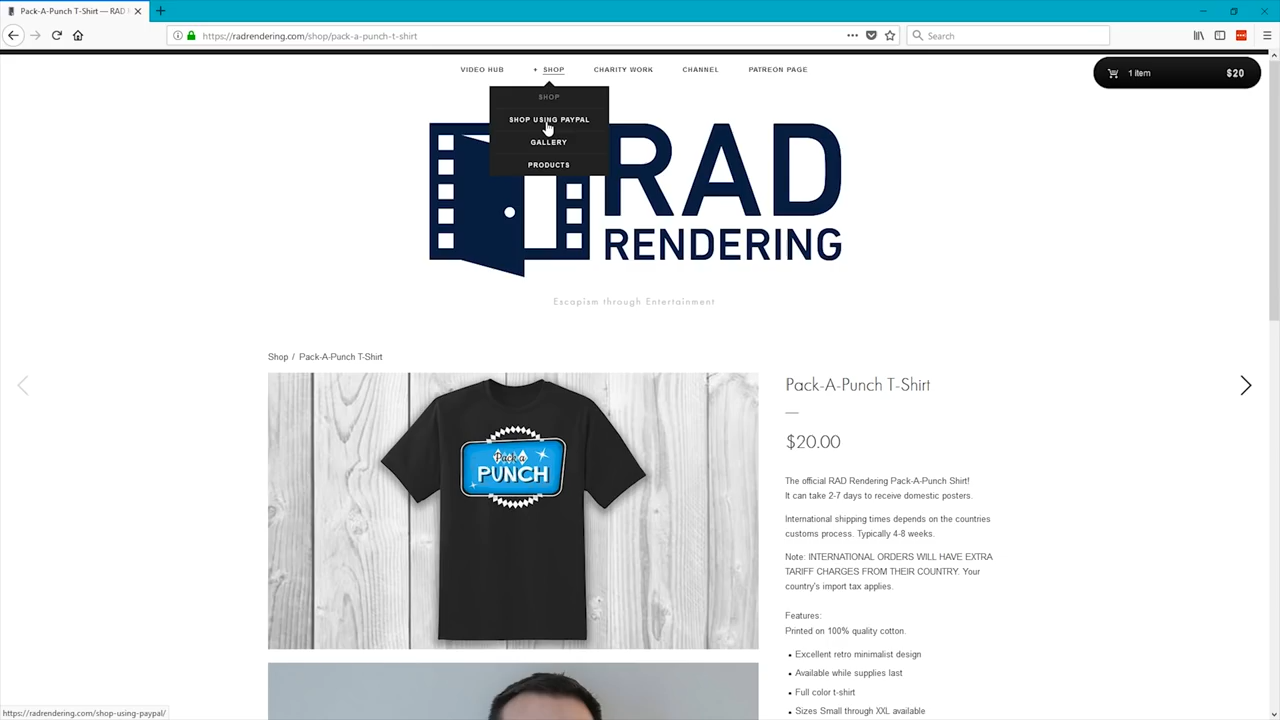 Pack-A-Punch T-Shirt — RAD
https://radrendering.com/shop/pack-a-punch-t-shirt
Search
VIDEO HUB + SHOP CHARITY WORK CHANNEL PATREON PAGE
1 item $20
SHOP
SHOP USING PAYPAL
GALLERY
PRODUCTS
RAD
RENDERING
Escapism through Entertainment
Shop / Pack-A-Punch T-Shirt
Pack a
PUNCH
Pack-A-Punch T-Shirt
$20.00
The official RAD Rendering Pack-A-Punch Shirt!
It can take 2-7 days to receive domestic posters.
International shipping times depends on the countries
customs process. Typically 4-8 weeks.
Note: INTERNATIONAL ORDERS WILL HAVE EXTRA
TARIFF CHARGES FROM THEIR COUNTRY. Your
country's import tax applies.
Features:
Printed on 100% quality cotton.
• Excellent retro minimalist design
• Available while supplies last
• Full color t-shirt
• Sizes Small through XXL available
https://radrendering.com/shop-using-paypal/